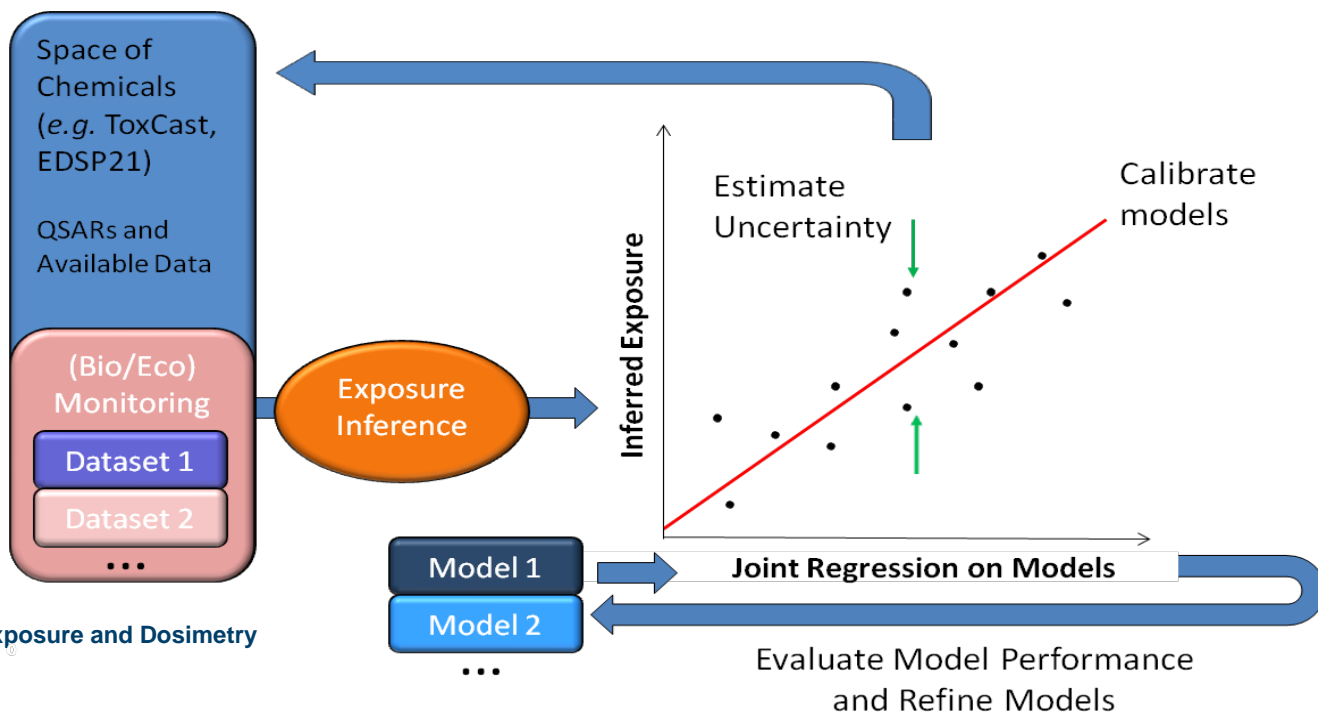 Space of
Chemicals
(e.g. ToxCast,
EDSP21)
QSARs and
Available Data
(Bio/Eco)
Monitoring
Dataset 1
Dataset 2
...
Exposure
Inference
Inferred Exposure
Estimate
Uncertainty
Calibrate
models
Model 1
Model 2
...
Joint Regression on Models
Evaluate Model Performance
and Refine Models
xposure and Dosimetry